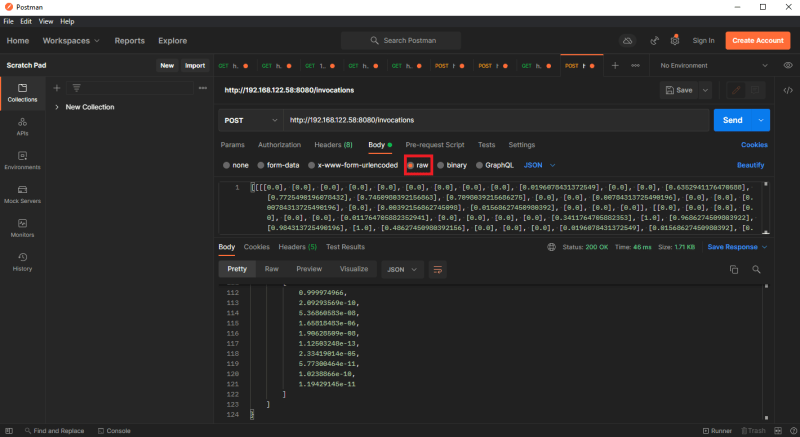 Postman
File Edit View Help
Home Workspaces Reports Explore Search Postman Sign In Create Account
Scratch Pad New Import
GET h. GET h. GET 1.. GET h. GET h. GET h. POST POST POST No Environment
Collections
APIs
Environments
Mock Servers
Monitors
History
New Collection
http://192.168.122.58:8080/invocations Save
POST http://192.168.122.58:8080/invocations Send
Params Authorization Headers (8) Body Pre-request Script Tests Settings Cookies
none form-data x-www-form-urlencoded raw binary GraphQL JSON Beautify
1 [0.0], [0.0], [0.0], [0.0], [0.0], [0.0], [0.0], [0.0], [0.0196078431372549], [0.0], [0.0], [0.6352941176470588],
[0.7725490196078432], [0.7450980392156863], [0.7098039215686275], [0.0], [0.0], [0.00784313725490196], [0.0], [0.0], [0.
00784313725490196], [0.0], [0.00392156862745098], [0.01568627450980392], [0.0], [0.0], [0.0]], [[0.0], [0.0],
[0.0], [0.0], [0.0], [0.011764705882352941], [0.0], [0.0], [0.0], [0.0], [0.3411764705882353], [1.0], [0.9686274509803922],
[0.984313725490196], [1.0], [0.48627450980392156], [0.0], [0.0], [0.0], [0.0196078431372549], [0.01568627450980392], [0.
Body Cookies Headers (5) Test Results Status: 200 OK Time: 45 ms Size: 1.71 KB Save Response
Pretty Raw Preview Visualize JSON
112 0.999974966,
113 2.09293569e-10,
114 5.36860583e-08,
115 1.66818483e-06,
116 1.90628509e-08,
117 1.12503248e-13,
118 2.33419014e-05,
119 5.77300464e-11,
120 1.0238866e-10,
121 1.19429145e-11
122 ]
123 ]
124
Find and Replace Console Runner Trash